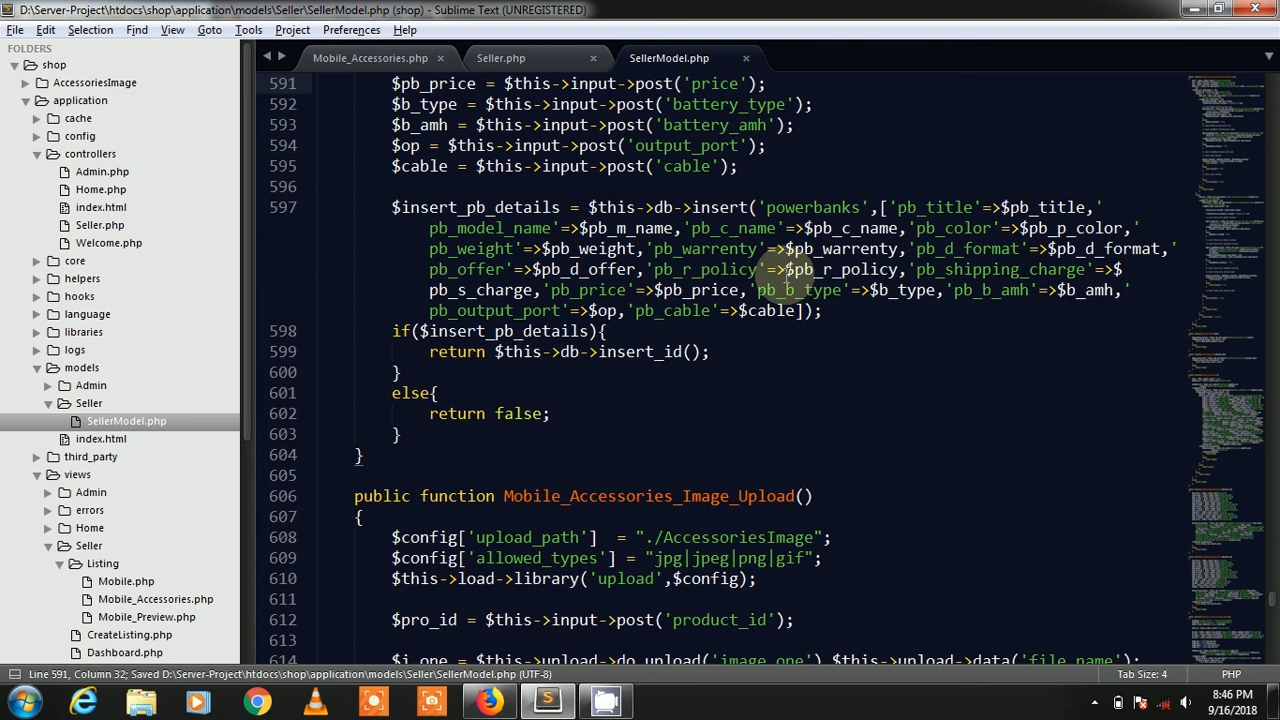 D:\Server-Project\htdocs\shop\application\models\Seller\SellerModel.php (shop) - Sublime Text (UNREGISTERED)
File Edit Selection Find View Goto Tools Project Preferences Help
FOLDERS
shop
AccessoriesImage
application
cache
config
controllers
Admin.php
Home.php
index.html
Seller.php
Welcome.php
core
helpers
hooks
language
libraries
logs
models
Admin
Seller
SellerModel.php
index.html
third_party
views
Admin
errors
Home
Seller
Listing
Mobile.php
Mobile_Accessories.php
Mobile_Preview.php
CreateListing.php
Dashboard.php
Mobile_Accessories.php Seller.php SellerModel.php
591 $pb_price = $this->input->post('price');
592 $b_type = $this->input->post('battery_type');
593 $b_amh = $this->input->post('battery_amh');
594 $op = $this->input->post('output_port');
595 $cable = $this->input->post('cable');
596
597 $insert_pb_details = $this->db->insert('powerbanks',['pb_title'=>$pb_title,'
pb_model_name'=>$pb_m_name,'pb_c_name'=>$pb_c_name,'pb_color'=>$pb_p_color,'
pb_weight'=>$pb_weight,'pb_warrenty'=>$pb_warrenty,'pb_d_format'=>$pb_d_format,'
pb_offer'=>$pb_d_offer,'pb_r_policy'=>$pb_r_policy,'pb_shipping_charge'=>$
pb_s_charge,'pb_price'=>$pb_price,'pb_b_type'=>$b_type,'pb_b_amh'=>$b_amh,'
pb_output_port'=>$op,'pb_cable'=>$cable]);
598 if($insert_pb_details){
599 return $this->db->insert_id();
600 }
601 else{
602 return false;
603 }
604 }
605
606 public function Mobile_Accessories_Image_Upload()
607 {
608 $config['upload_path'] = "./AccessoriesImage";
609 $config['allowed_types'] = "jpg|jpeg|png|gif";
610 $this->load->library('upload',$config);
611
612 $pro_id = $this->input->post('product_id');
613
614
Line 591, Column 32; Saved D:\Server-Project\htdocs\shop\application\models\Seller\SellerModel.php (UTF-8) Tab Size: 4 PHP
8:46 PM
9/16/2018